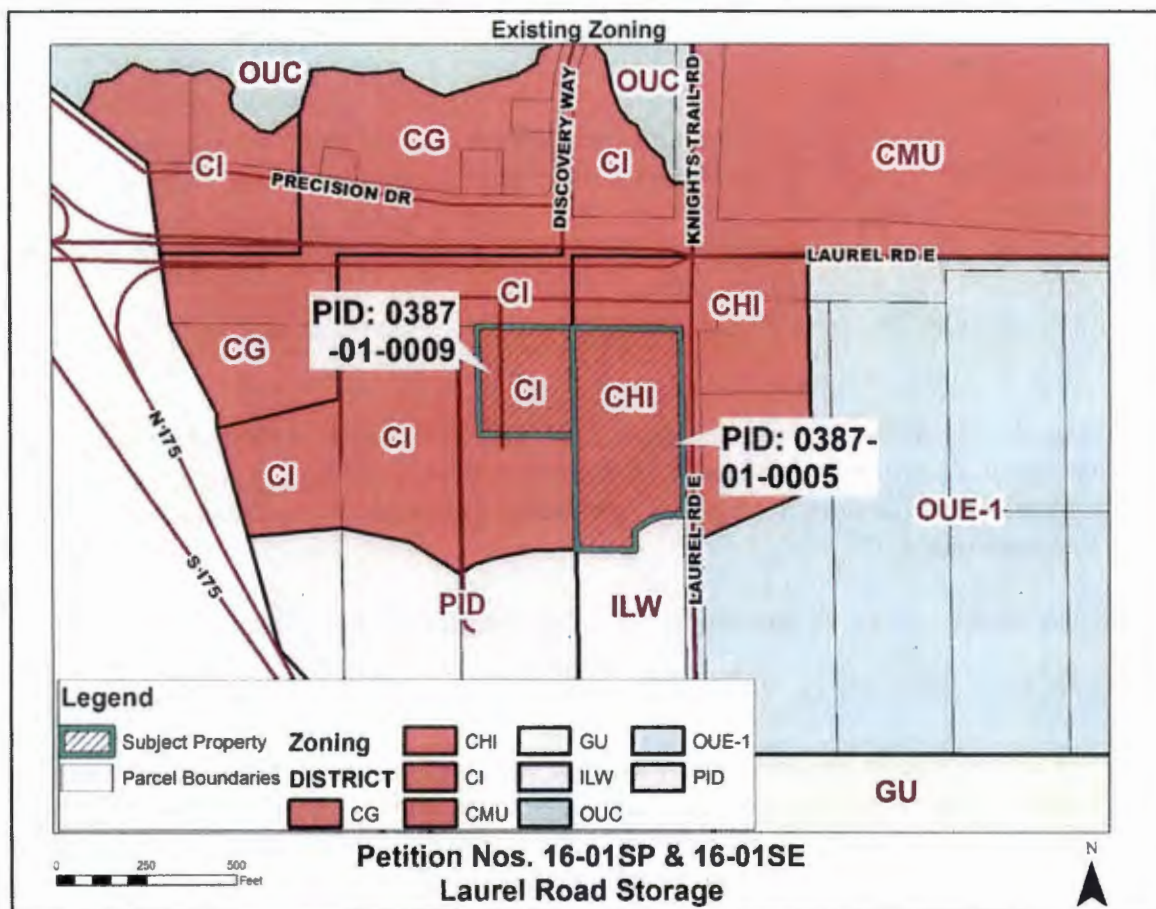 Existing Zoning
OUC
OUC
CG
CI
CI
CMU
PRECISION DR
DISCOVERY WAY
KNIGHTS TRAIL RD
LAUREL RD E
CI
CHI
PID: 0387
-01-0009
CG
CI
CHI
CI
PID: 0387-
01-0005
CI
N I 75
S I 75
LAUREL RD E
OUE-1
PID
ILW
Legend
Subject Property
Parcel Boundaries
Zoning
DISTRICT
CG
CHI
CI
CMU
GU
ILW
OUC
OUE-1
PID
GU
0 250 500
Feet
Petition Nos. 16-01SP & 16-01SE
Laurel Road Storage
N